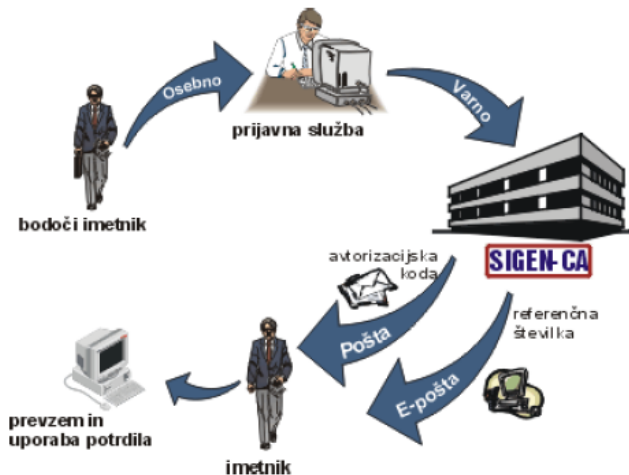 Osebno
prijavna služba
Varno
bodoči imetnik
SIGEN-CA
avtorizacijska
koda
Pošta
referenčna
številka
E-pošta
prevzem in
uporaba potrdila
imetnik